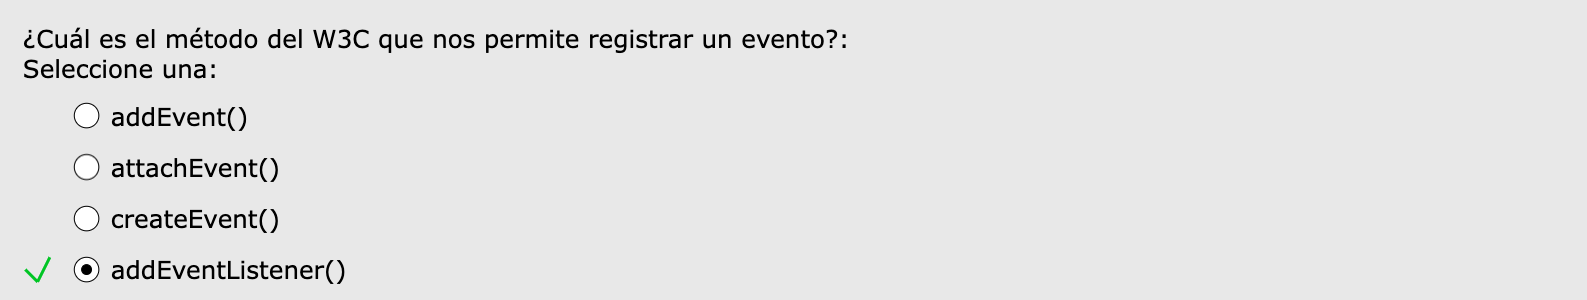 ¿Cuál es el método del W3C que nos permite registrar un evento?:
Seleccione una:
addEvent()
attachEvent()
createEvent()
addEventListener()